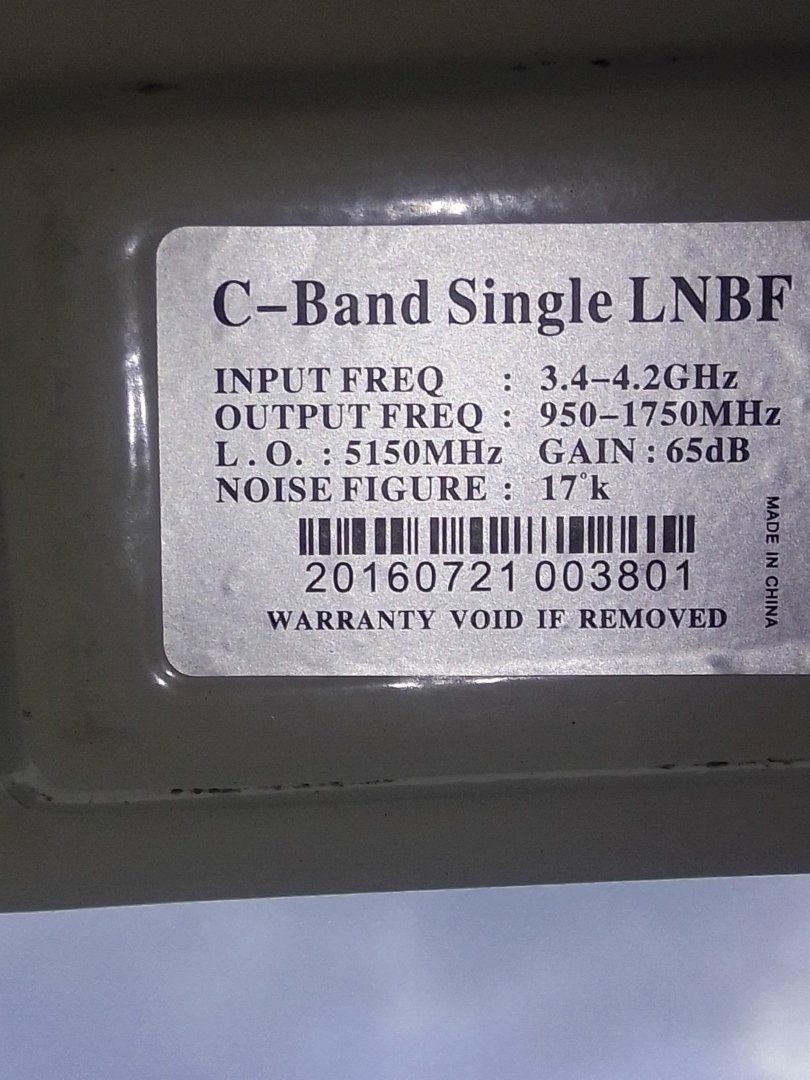 C-Band Single LNBF
INPUT FREQ : 3.4-4.2GHz
OUTPUT FREQ : 950-1750MHz
L.O. : 5150MHz GAIN : 65dB
NOISE FIGURE : 17°k
20160721 003801
WARRANTY VOID IF REMOVED
MADE IN CHINA